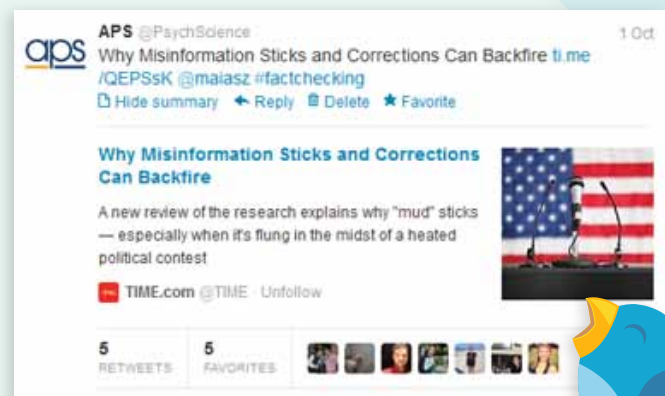 aps
APS @PsychScience 1 Oct
Why Misinformation Sticks and Corrections Can Backfire ti.me
/QEPSsK @maiasz #factchecking
Hide summary Reply Delete Favorite
Why Misinformation Sticks and Corrections
Can Backfire
A new review of the research explains why "mud" sticks
— especially when it's flung in the midst of a heated
political contest
TIME.com @TIME · Unfollow
5 5
RETWEETS FAVORITES